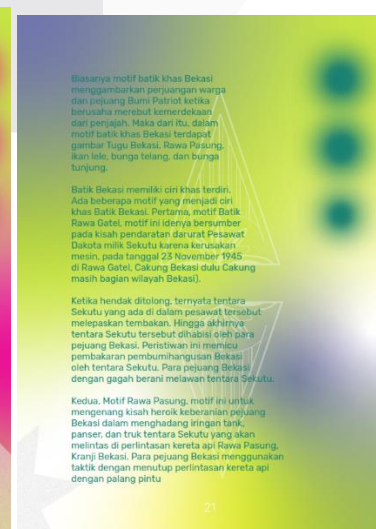 Biasanya motif batik khas Bekasi
menggambarkan perjuangan warga
dan pejuang Bumi Patriot ketika
berusaha merebut kemerdekaan
dari penjajah. Maka dari itu, dalam
motif batik khas Bekasi terdapat
gambar Tugu Bekasi, Rawa Pasung,
ikan lele, bunga telang, dan bunga
tunjung.
Batik Bekasi memiliki ciri khas terdiri.
Ada beberapa motif yang menjadi ciri
khas Batik Bekasi. Pertama, motif Batik
Rawa Gatel, motif ini idenya bersumber
pada kisah pendaratan darurat Pesawat
Dakota milik Sekutu karena kerusakan
mesin, pada tanggal 23 November 1945
di Rawa Gatel, Cakung Bekasi dulu Cakung
masih bagian wilayah Bekasi).
Ketika hendak ditolong, ternyata tentara
Sekutu yang ada di dalam pesawat tersebut
melepaskan tembakan. Hingga akhirnya
tentara Sekutu tersebut dihabisi oleh para
pejuang Bekasi. Peristiwan ini memicu
pembakaran pembumihangusan Bekasi
oleh tentara Sekutu. Para pejuang Bekasi
dengan gagah berani melawan tentara Sekutu.
Kedua, Motif Rawa Pasung, motif ini untuk
mengenang kisah heroik keberanian pejuang
Bekasi dalam menghadang iringan tank,
panser, dan truk tentara Sekutu yang akan
melintas di perlintasan kereta api Rawa Pasung,
Kranji Bekasi. Para pejuang Bekasi menggunakan
taktik dengan menutup perlintasan kereta api
dengan palang pintu
21